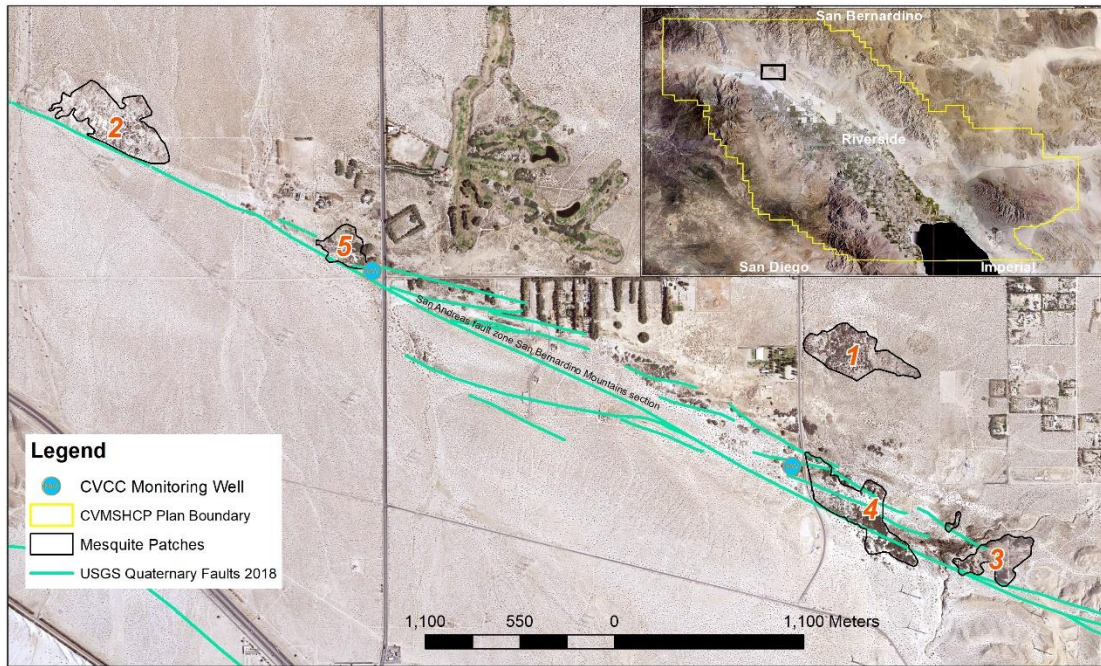 San Bernardino
Riverside
San Diego
Imperial
2
5
San Andreas fault zone San Bernardino Mountains section
1
4
3
Legend
CVCC Monitoring Well
CVMSHCP Plan Boundary
Mesquite Patches
USGS Quaternary Faults 2018
1,100 550 0 1,100 Meters